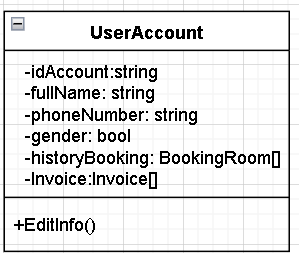 UserAccount
-idAccount:string
-fullName: string
-phoneNumber: string
-gender: bool
-historyBooking: BookingRoom[]
-Invoice:Invoice[]
+EditInfo()